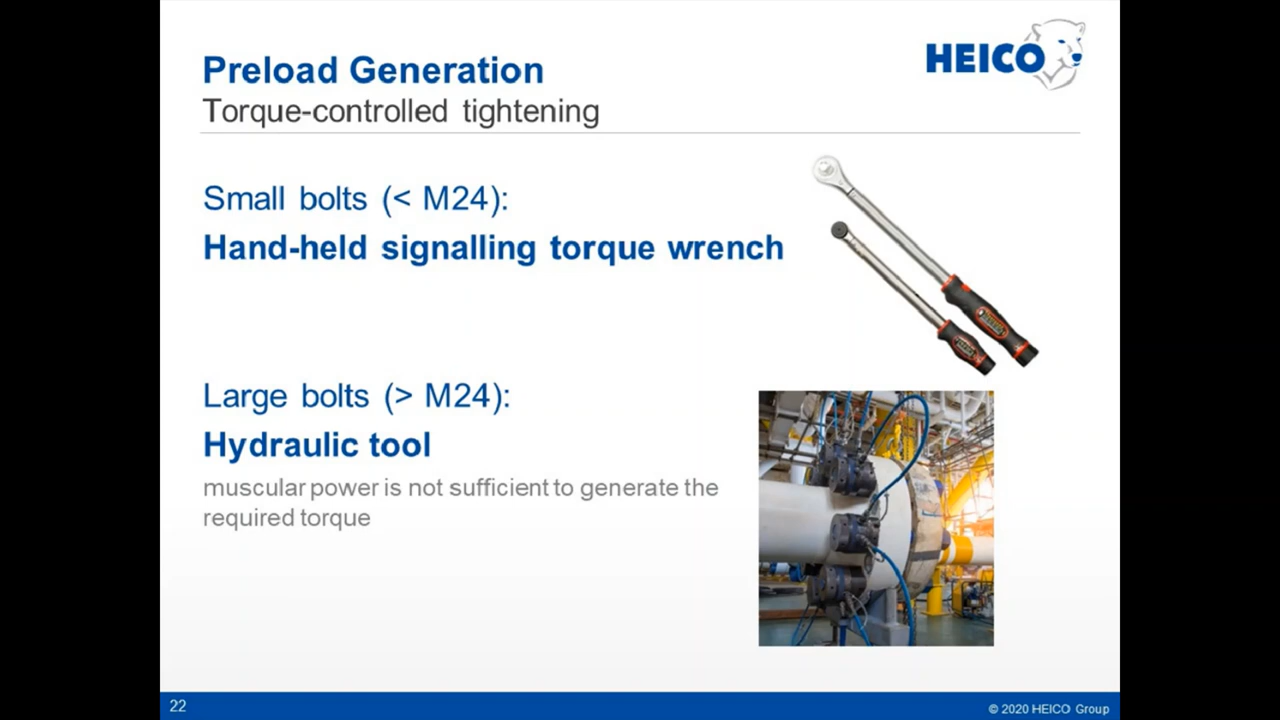 Preload Generation
Torque-controlled tightening
HEICO
Small bolts (< M24):
Hand-held signalling torque wrench
Large bolts (> M24):
Hydraulic tool
muscular power is not sufficient to generate the
required torque
22
© 2020 HEICO Group